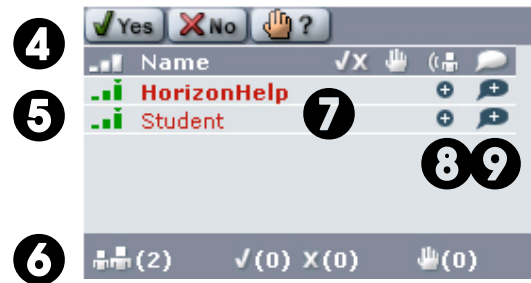 Yes No ?
4 Name √X
HorizonHelp
5 Student 7
8 9
6 (2) √(0) X(0) (0)